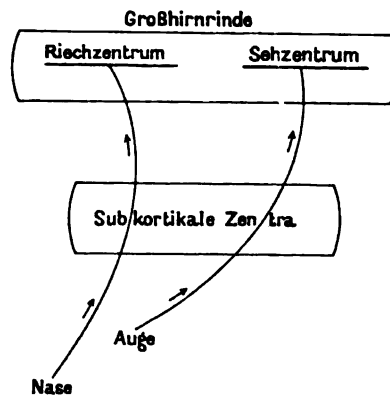 Großhirnrinde
Riechzentrum Sehzentrum
Subkortikale Zentra
Auge
Nase